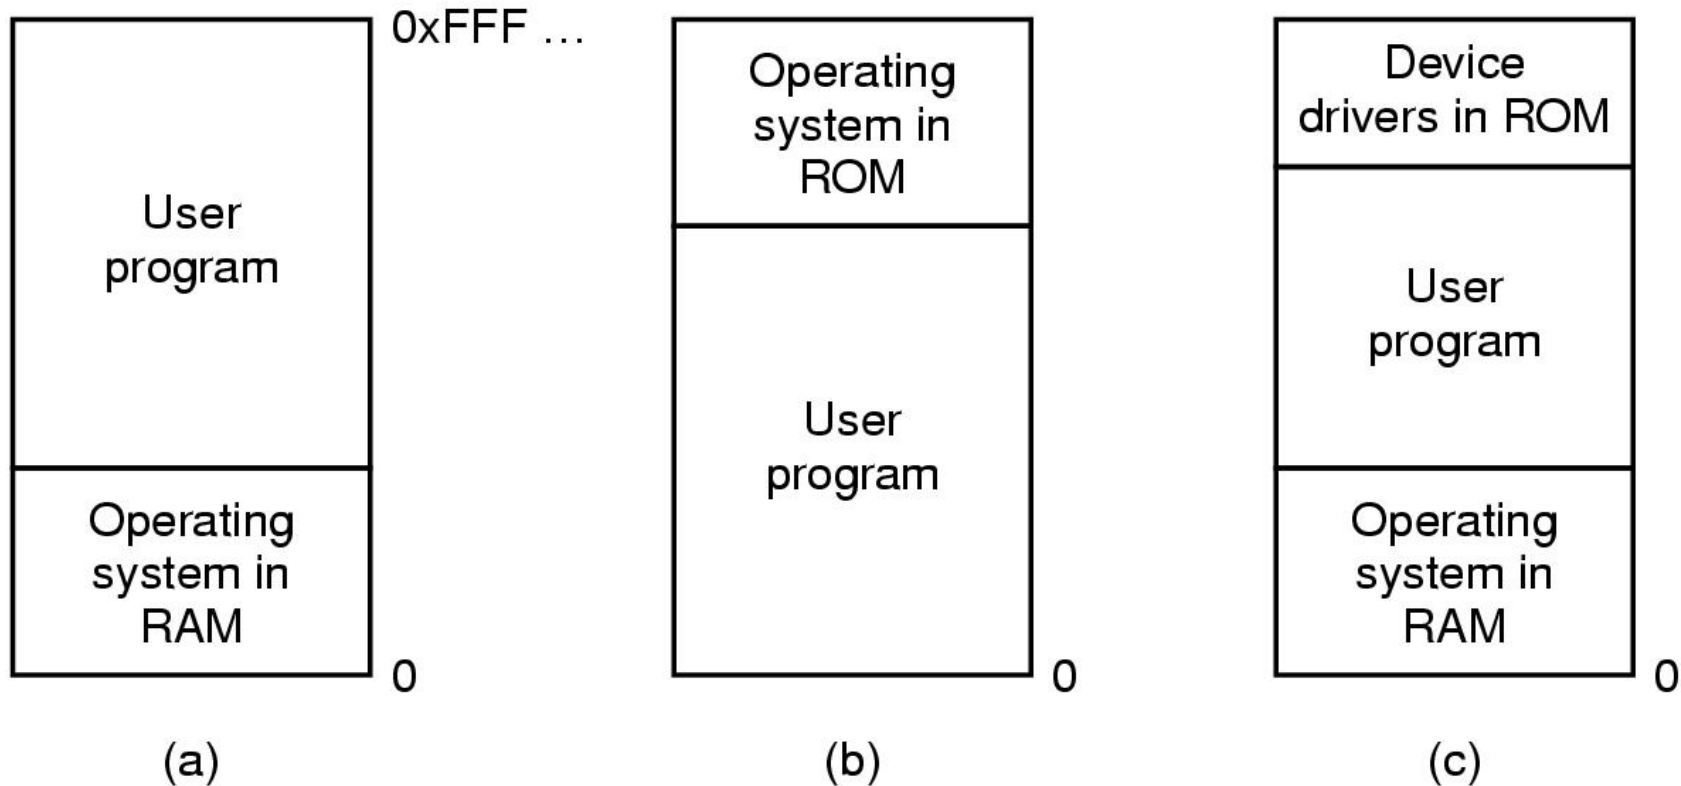 0xFFF ...
User
program
Operating
system in
RAM
0
(a)
Operating
system in
ROM
User
program
0
(b)
Device
drivers in ROM
User
program
Operating
system in
RAM
0
(c)